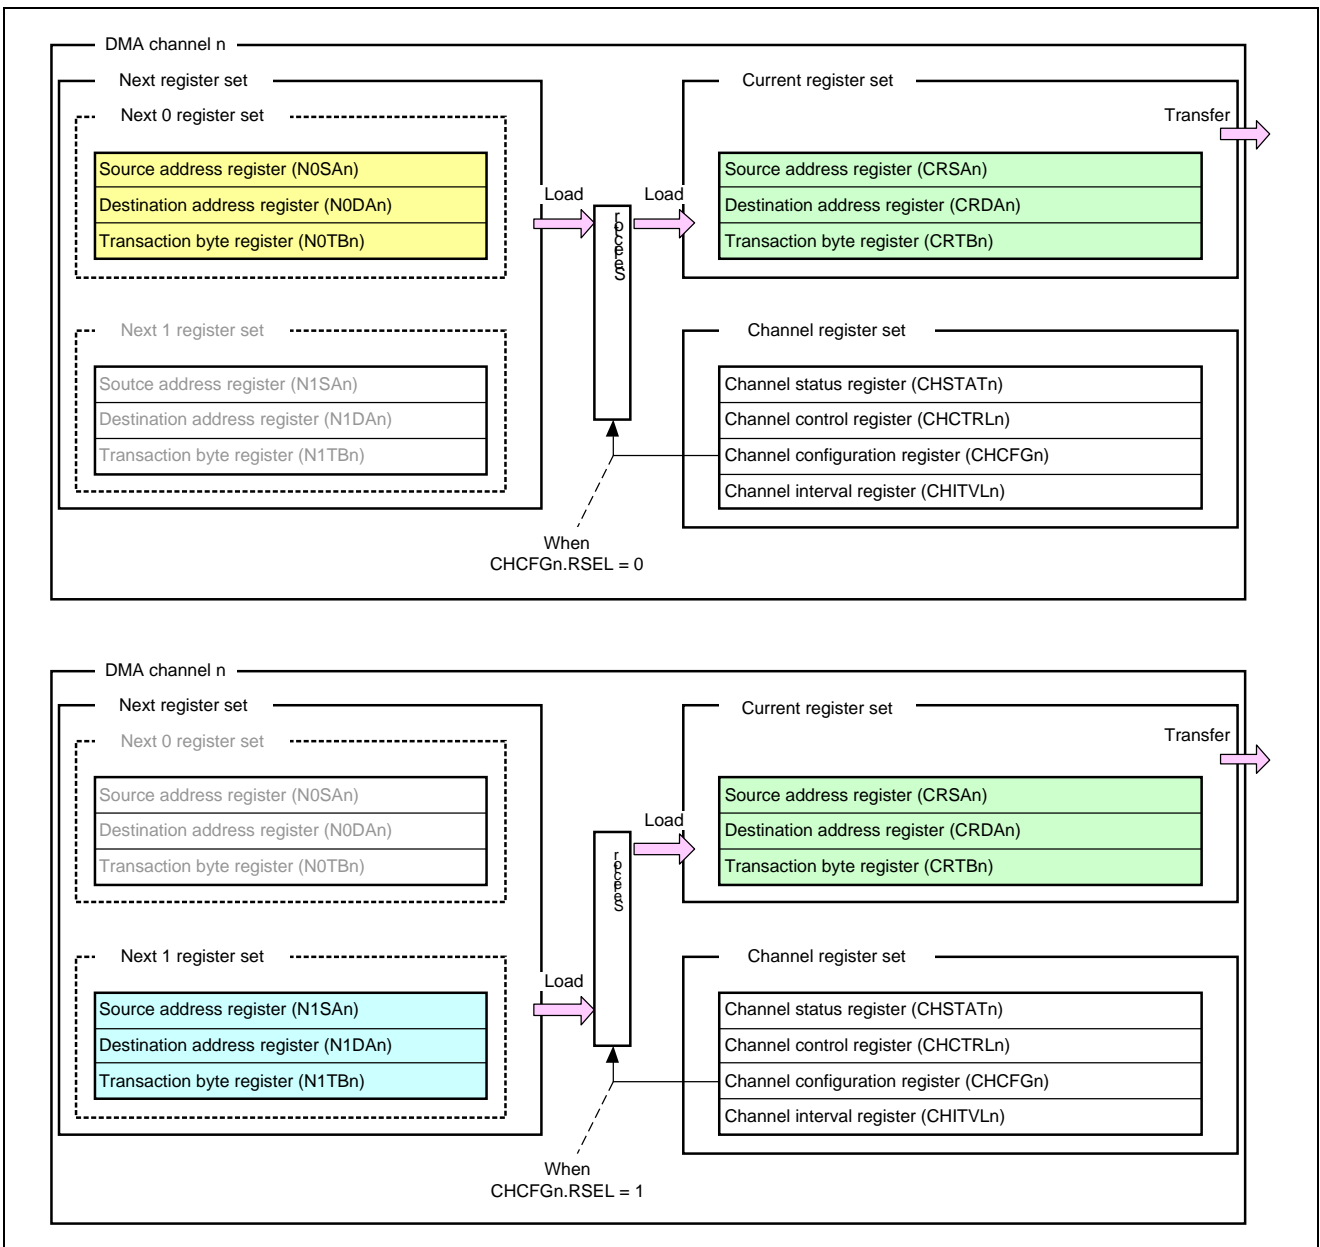 DMA channel n
Next register set
Next 0 register set
Source address register (N0SAn)
Destination address register (N0DAn)
Transaction byte register (N0TBn)
Next 1 register set
Soutce address register (N1SAn)
Destination address register (N1DAn)
Transaction byte register (N1TBn)
Load
Selector
Load
Current register set
Transfer
Source address register (CRSAn)
Destination address register (CRDAn)
Transaction byte register (CRTBn)
Channel register set
Channel status register (CHSTATn)
Channel control register (CHCTRLn)
Channel configuration register (CHCFGn)
Channel interval register (CHITVLn)
When
CHCFGn.RSEL = 0
DMA channel n
Next register set
Next 0 register set
Source address register (N0SAn)
Destination address register (N0DAn)
Transaction byte register (N0TBn)
Next 1 register set
Source address register (N1SAn)
Destination address register (N1DAn)
Transaction byte register (N1TBn)
Load
Selector
Load
Current register set
Transfer
Source address register (CRSAn)
Destination address register (CRDAn)
Transaction byte register (CRTBn)
Channel register set
Channel status register (CHSTATn)
Channel control register (CHCTRLn)
Channel configuration register (CHCFGn)
Channel interval register (CHITVLn)
When
CHCFGn.RSEL = 1